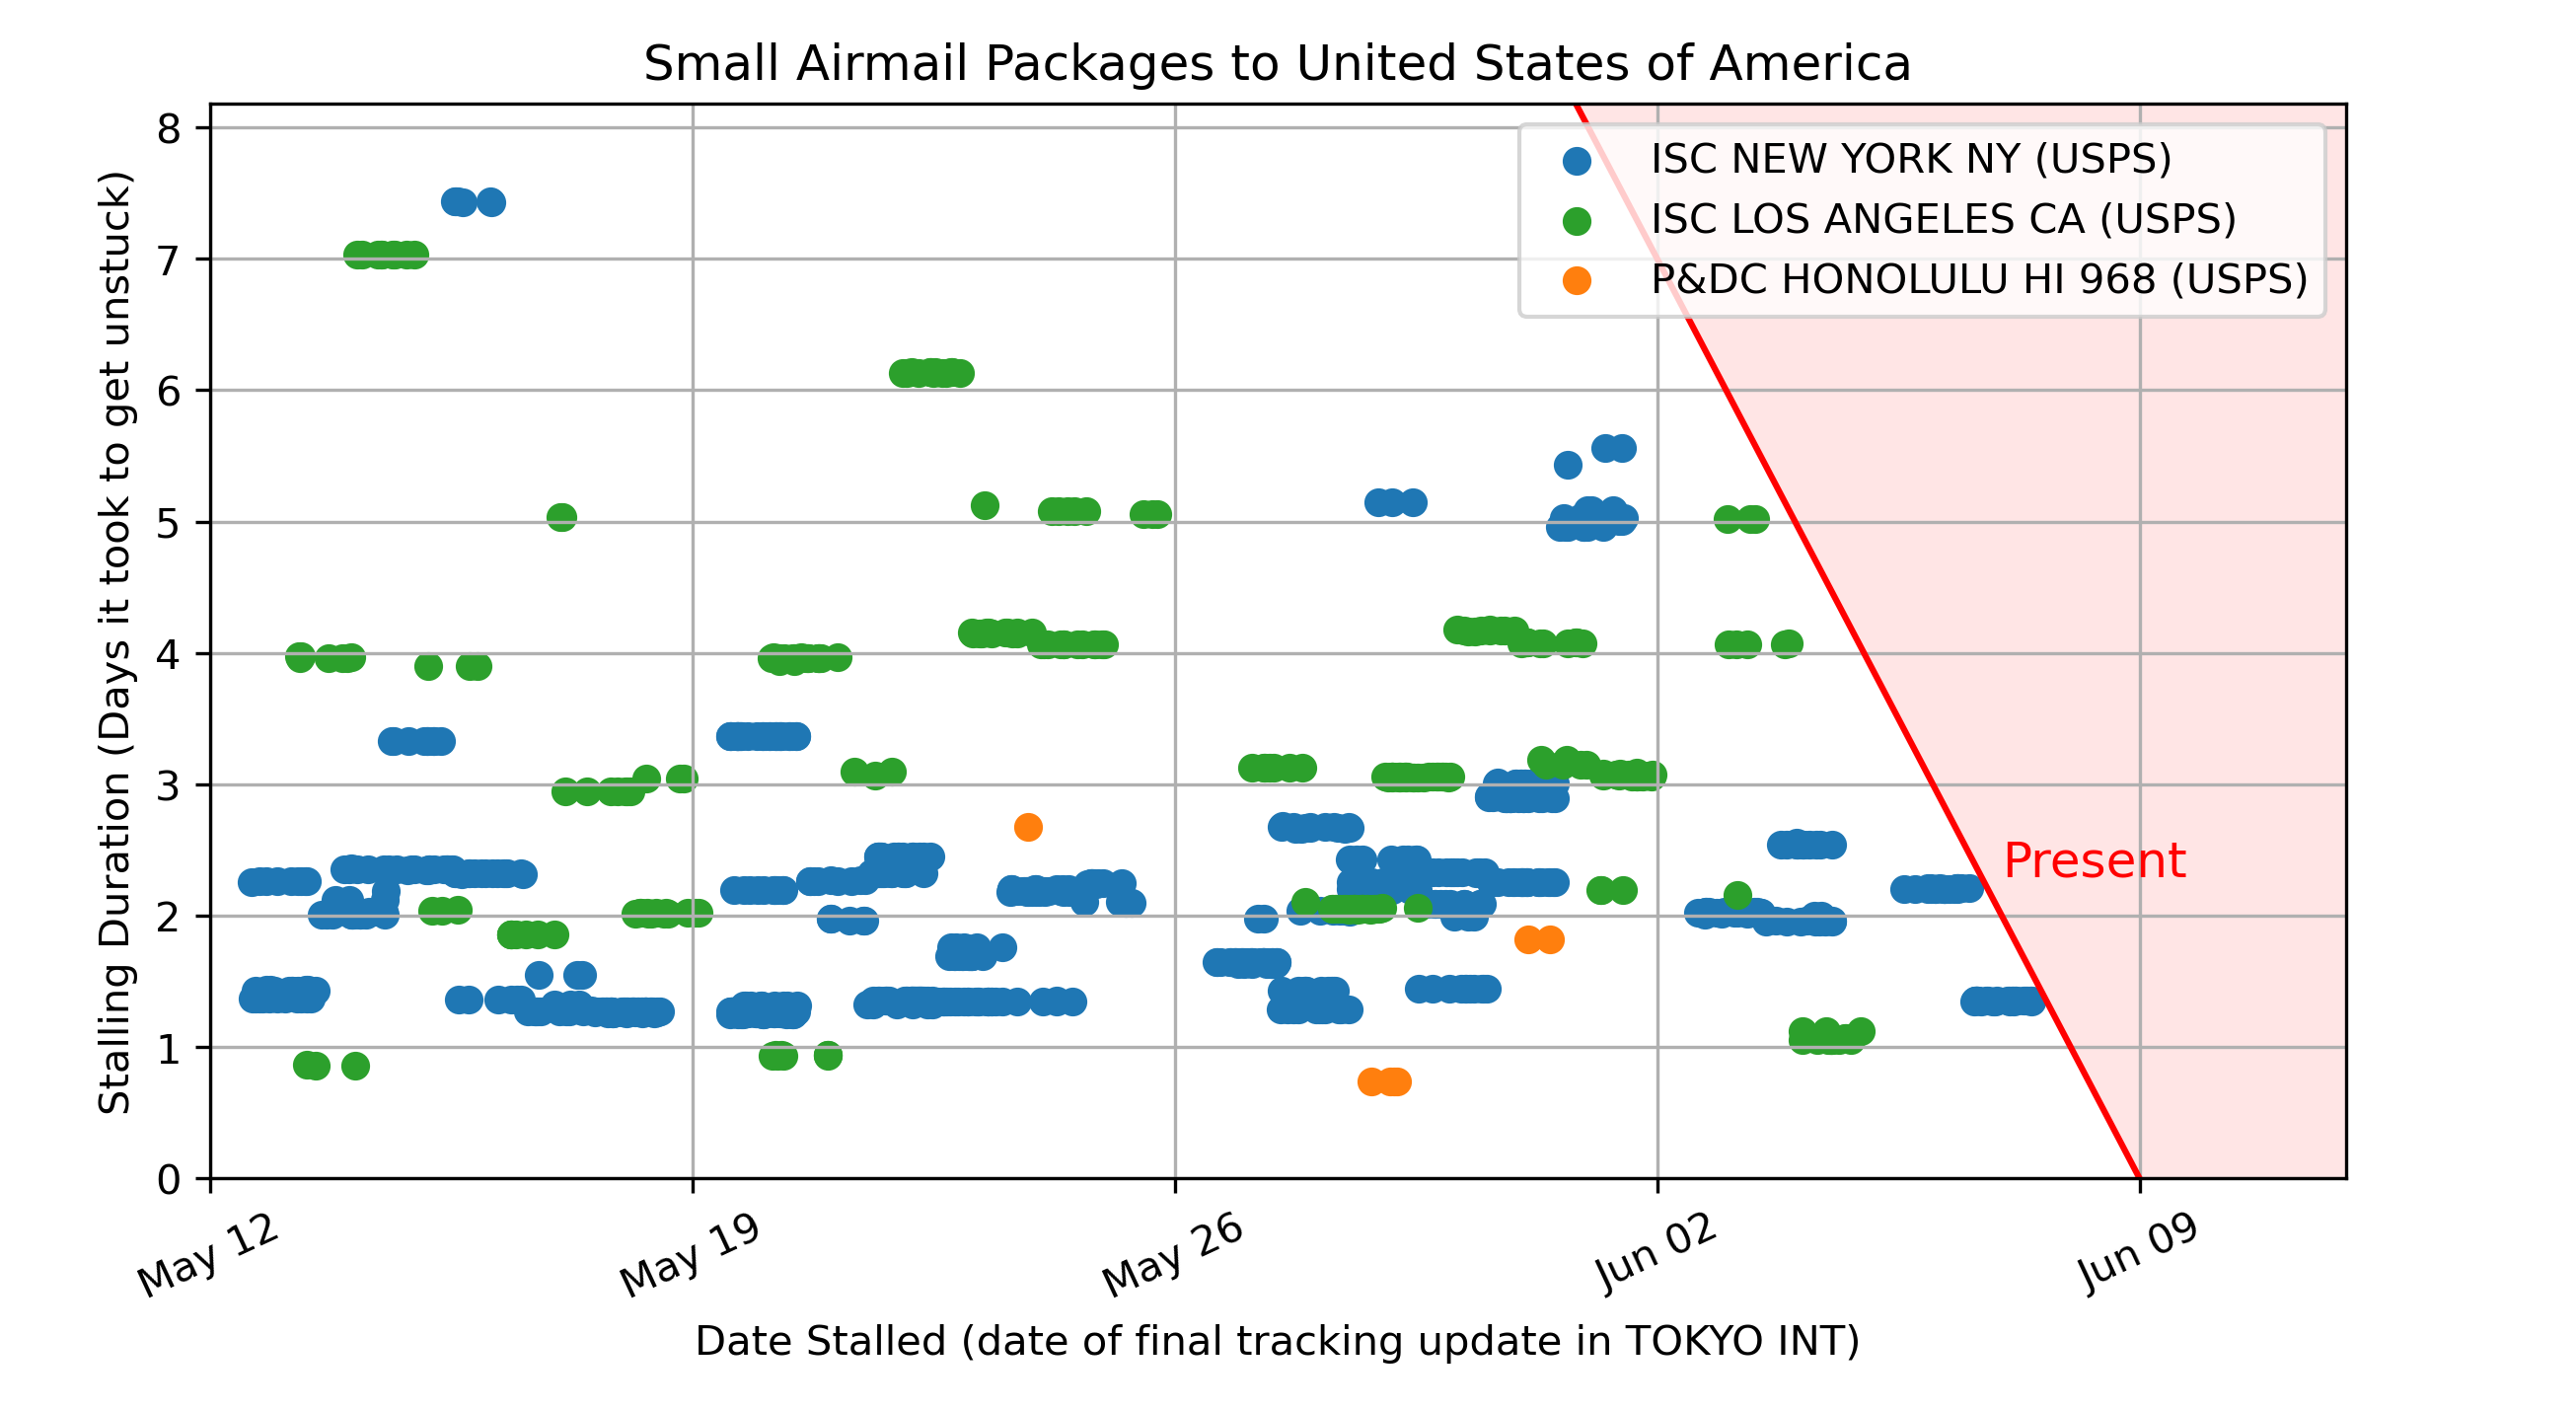 Small Airmail Packages to United States of America
Stalling Duration (Days it took to get unstuck)
8
7
6
5
4
3
2
1
0
ISC NEW YORK NY (USPS)
ISC LOS ANGELES CA (USPS)
P&DC HONOLULU HI 968 (USPS)
Present
May 12
May 19
May 26
Jun 02
Jun 09
Date Stalled (date of final tracking update in TOKYO INT)